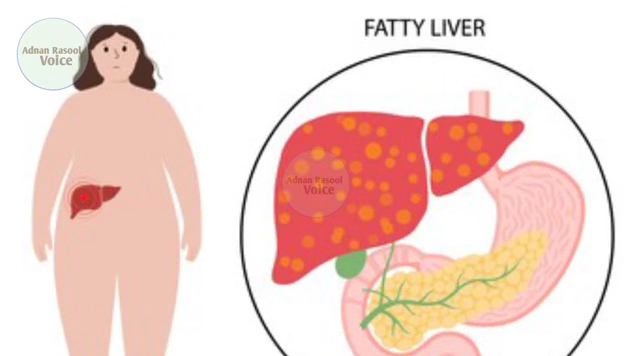 FATTY LIVER
Adnan Rasool
Voice
Adnan Rasool
Voice